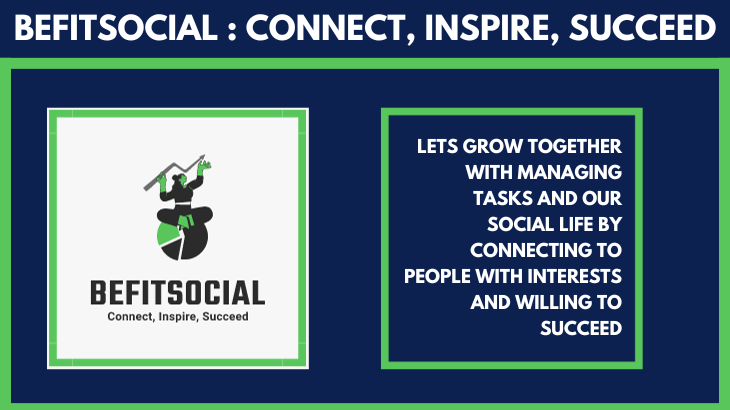 BEFITSOCIAL : CONNECT, INSPIRE, SUCCEED
BEFITSOCIAL
Connect, Inspire, Succeed
LETS GROW TOGETHER
WITH MANAGING
TASKS AND OUR
SOCIAL LIFE BY
CONNECTING TO
PEOPLE WITH INTERESTS
AND WILLING TO
SUCCEED